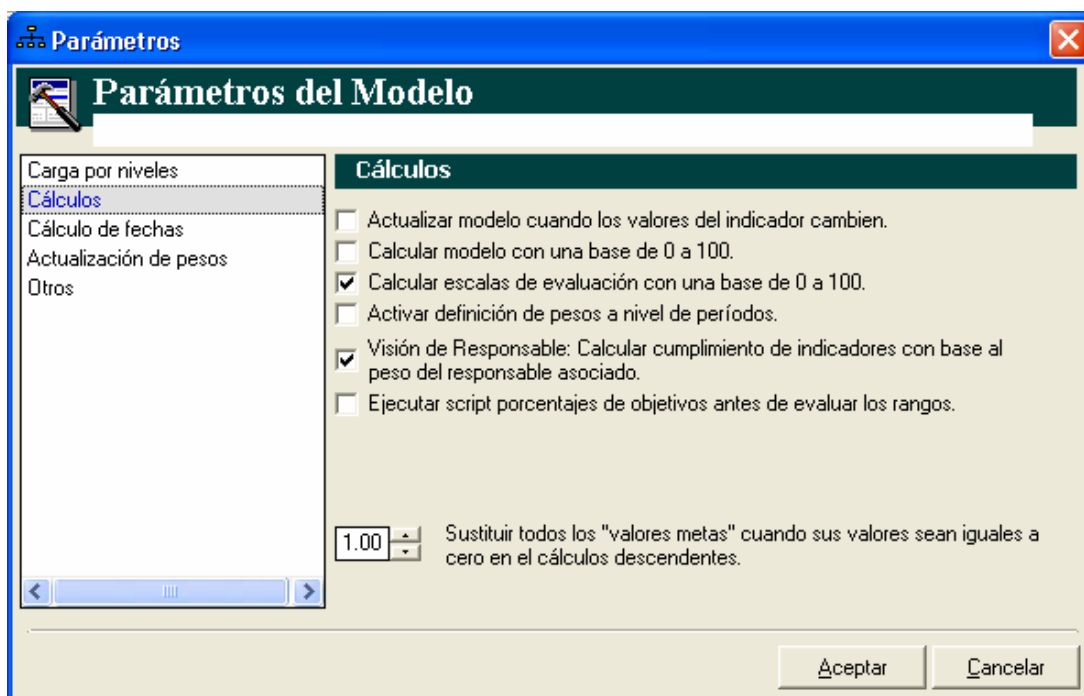 Parámetros
Parámetros del Modelo
Carga por niveles
Cálculos
Cálculo de fechas
Actualización de pesos
Otros
Cálculos
Actualizar modelo cuando los valores del indicador cambien.
Calcular modelo con una base de 0 a 100.
Calcular escalas de evaluación con una base de 0 a 100.
Activar definición de pesos a nivel de períodos.
Visión de Responsable: Calcular cumplimiento de indicadores con base al
peso del responsable asociado.
Ejecutar script porcentajes de objetivos antes de evaluar los rangos.
1.00
Sustituir todos los "valores metas" cuando sus valores sean iguales a
cero en el cálculos descendentes.
Aceptar
Cancelar